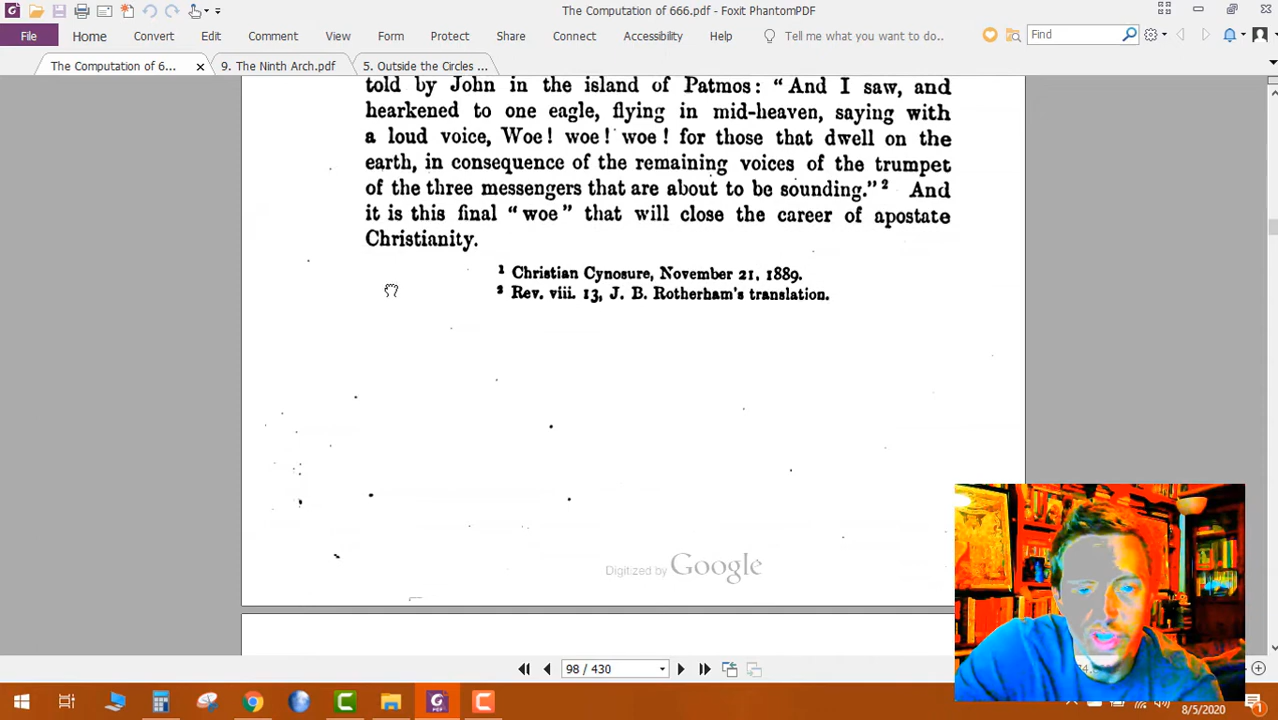 The Computation of 666.pdf - Foxit PhantomPDF
File Home Convert Edit Comment View Form Protect Share Connect Accessibility Help Tell me what you want to do.. Find
The Computation of 6... 9. The Ninth Arch.pdf 5. Outside the Circles ...
told by John in the island of Patmos: "And I saw, and
hearkened to one eagle, flying in mid-heaven, saying with
a loud voice, Woe! woe! woe! for those that dwell on the
earth, in consequence of the remaining voices of the trumpet
of the three messengers that are about to be sounding."² And
it is this final "woe" that will close the career of apostate
Christianity.
¹ Christian Cynosure, November 21, 1889.
² Rev. viii. 13, J. B. Rotherham's translation.
Digitized by Google
98 / 430
8/5/2020